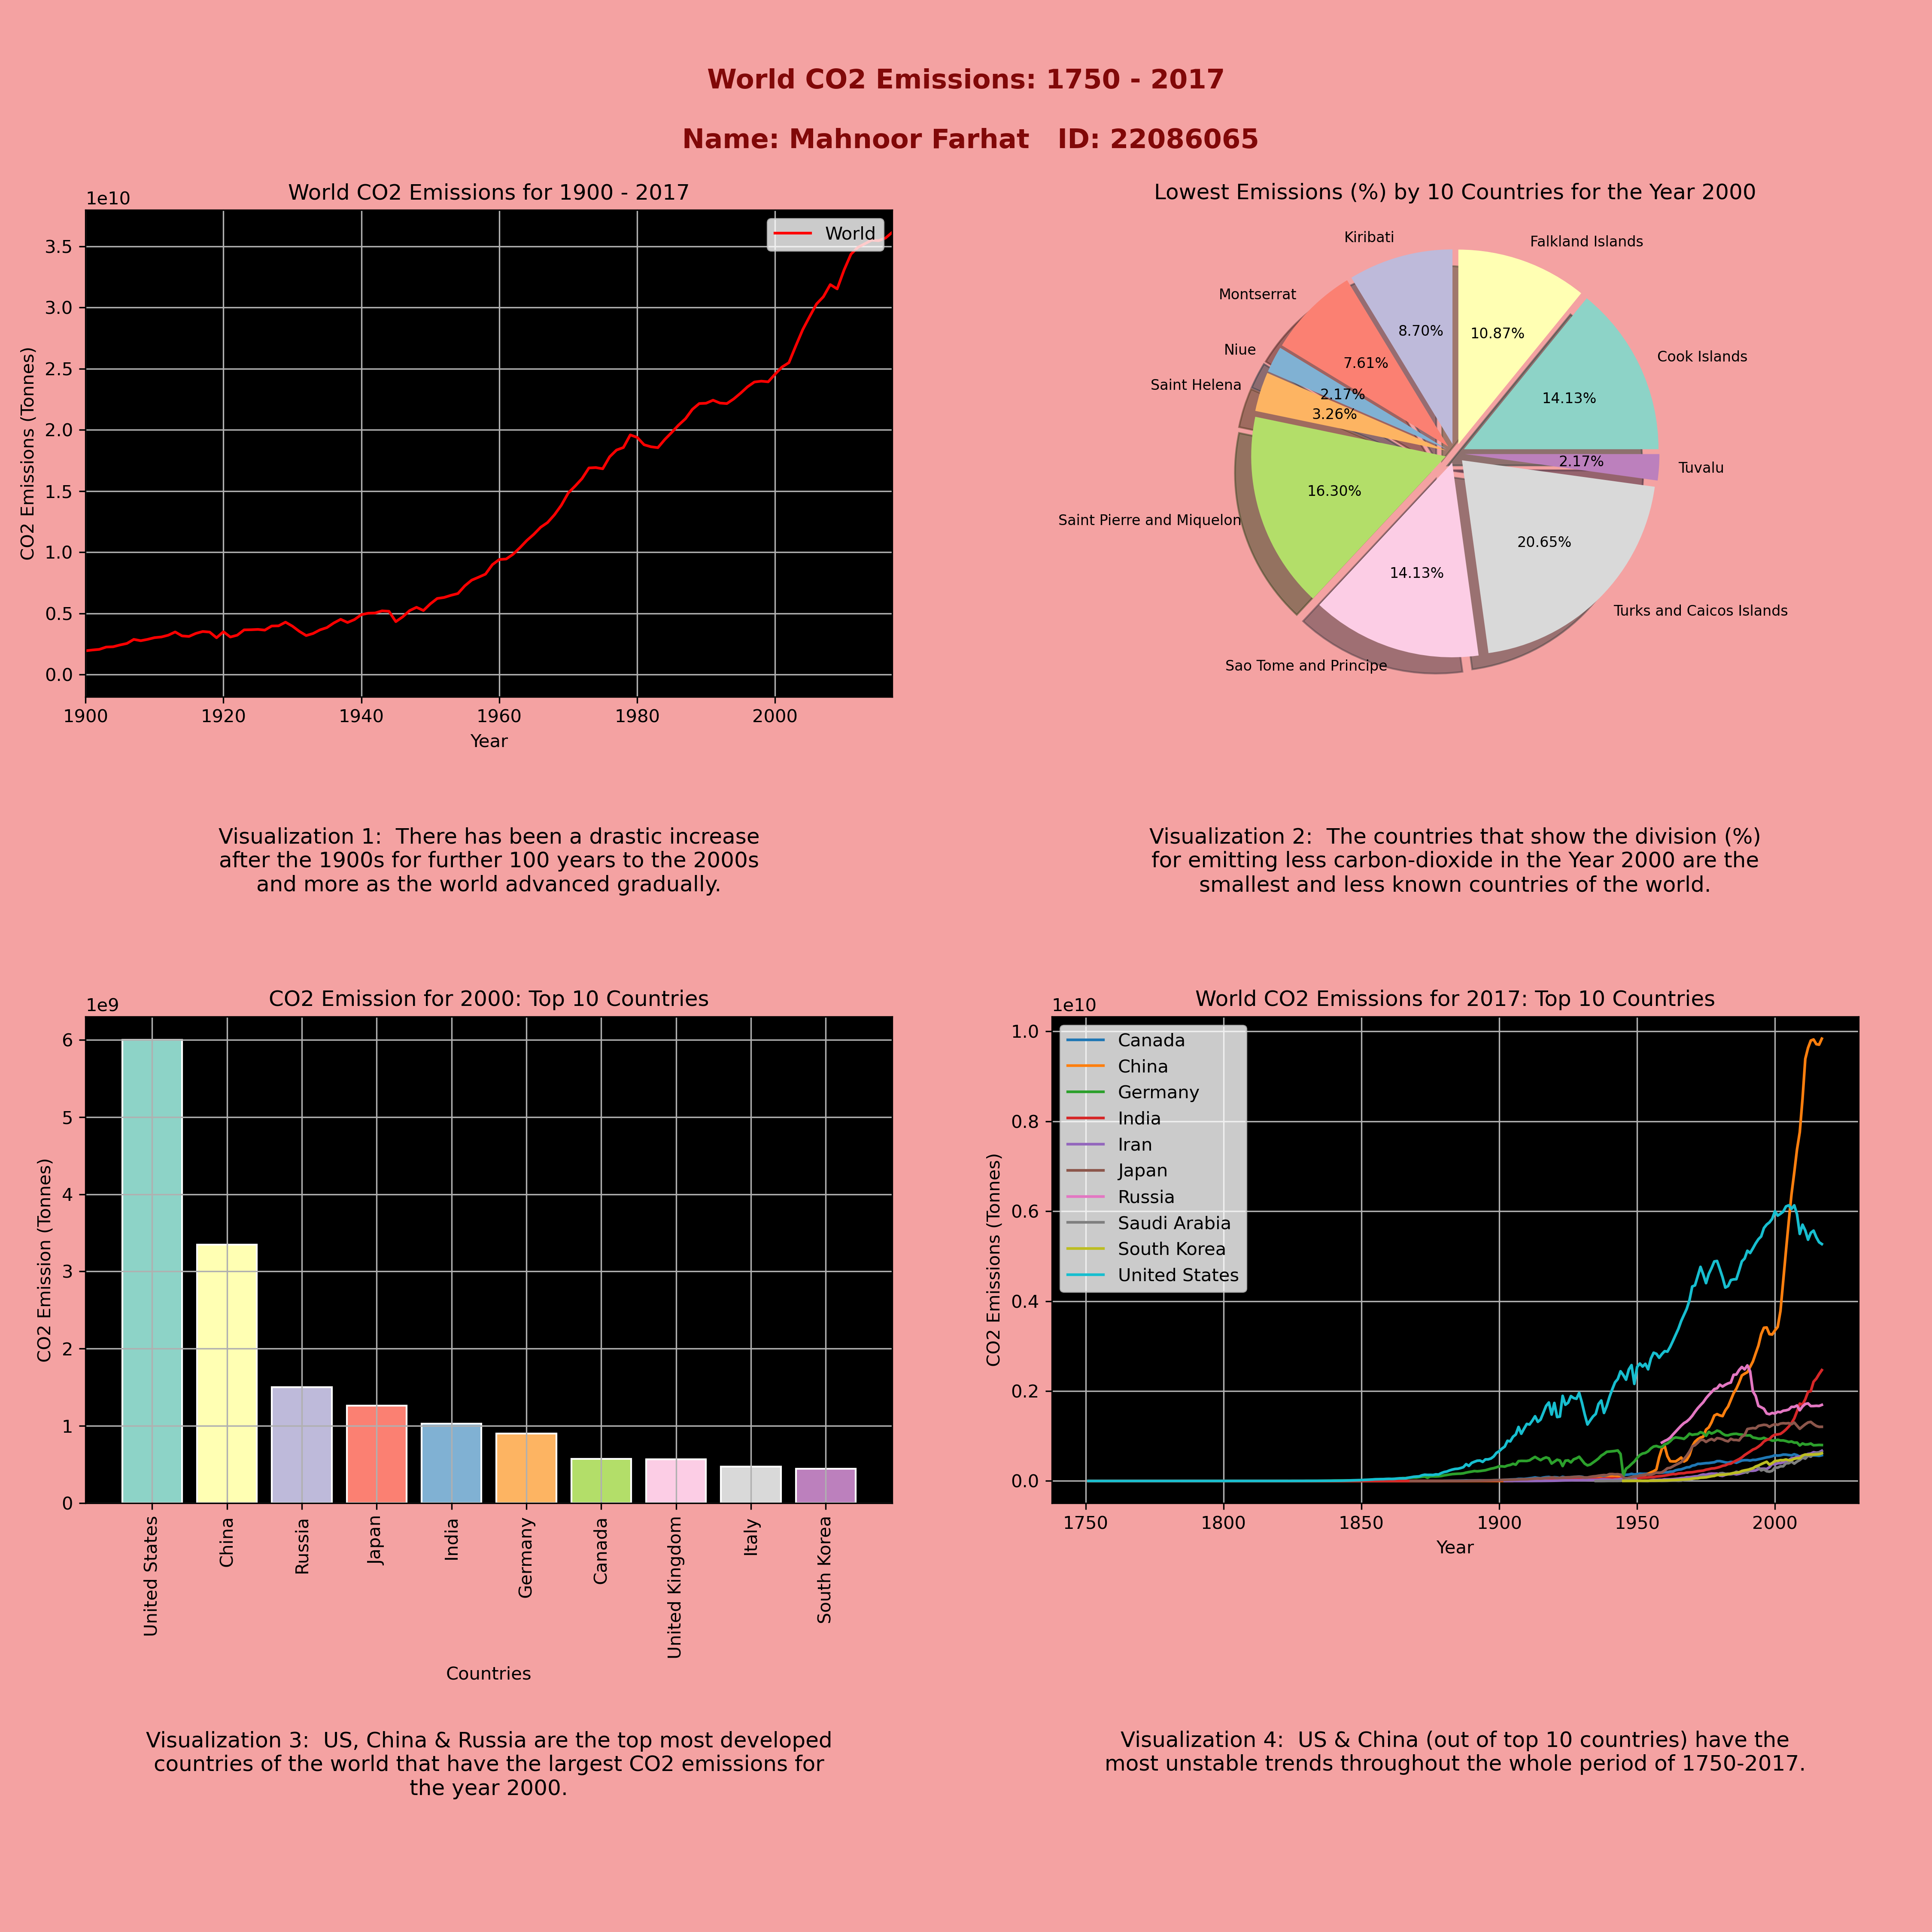 World CO2 Emissions: 1750 - 2017
Name: Mahnoor Farhat   ID: 22086065
World CO2 Emissions for 1900 - 2017
1e10
World
3.5
3.0
2.5
2.0
1.5
1.0
0.5
0.0
CO2 Emissions (Tonnes)
1900
1920
1940
1960
1980
2000
Year
Lowest Emissions (%) by 10 Countries for the Year 2000
Kiribati
Falkland Islands
Montserrat
Niue
Cook Islands
Saint Helena
Tuvalu
Saint Pierre and Miquelon
Turks and Caicos Islands
Sao Tome and Principe
8.70%
10.87%
7.61%
2.17%
14.13%
3.26%
2.17%
16.30%
20.65%
14.13%
Visualization 1:  There has been a drastic increase
after the 1900s for further 100 years to the 2000s
and more as the world advanced gradually.
Visualization 2:  The countries that show the division (%)
for emitting less carbon-dioxide in the Year 2000 are the
smallest and less known countries of the world.
CO2 Emission for 2000: Top 10 Countries
1e9
6
5
4
3
2
1
0
CO2 Emission (Tonnes)
United States
China
Russia
Japan
India
Germany
Canada
United Kingdom
Italy
South Korea
Countries
World CO2 Emissions for 2017: Top 10 Countries
1e10
Canada
China
Germany
India
Iran
Japan
Russia
Saudi Arabia
South Korea
United States
1.0
0.8
0.6
0.4
0.2
0.0
CO2 Emissions (Tonnes)
1750
1800
1850
1900
1950
2000
Year
Visualization 3:  US, China & Russia are the top most developed
countries of the world that have the largest CO2 emissions for
the year 2000.
Visualization 4:  US & China (out of top 10 countries) have the
most unstable trends throughout the whole period of 1750-2017.